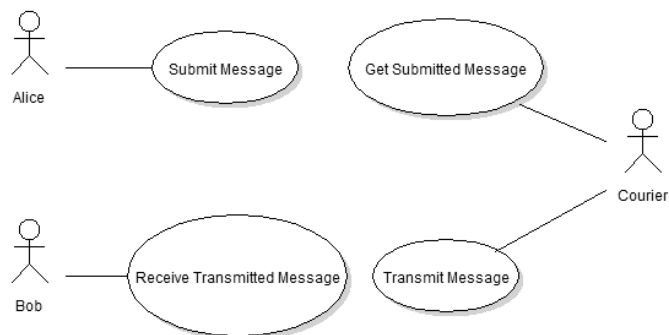 Submit Message
Get Submitted Message
Alice
Courier
Receive Transmitted Message
Transmit Message
Bob